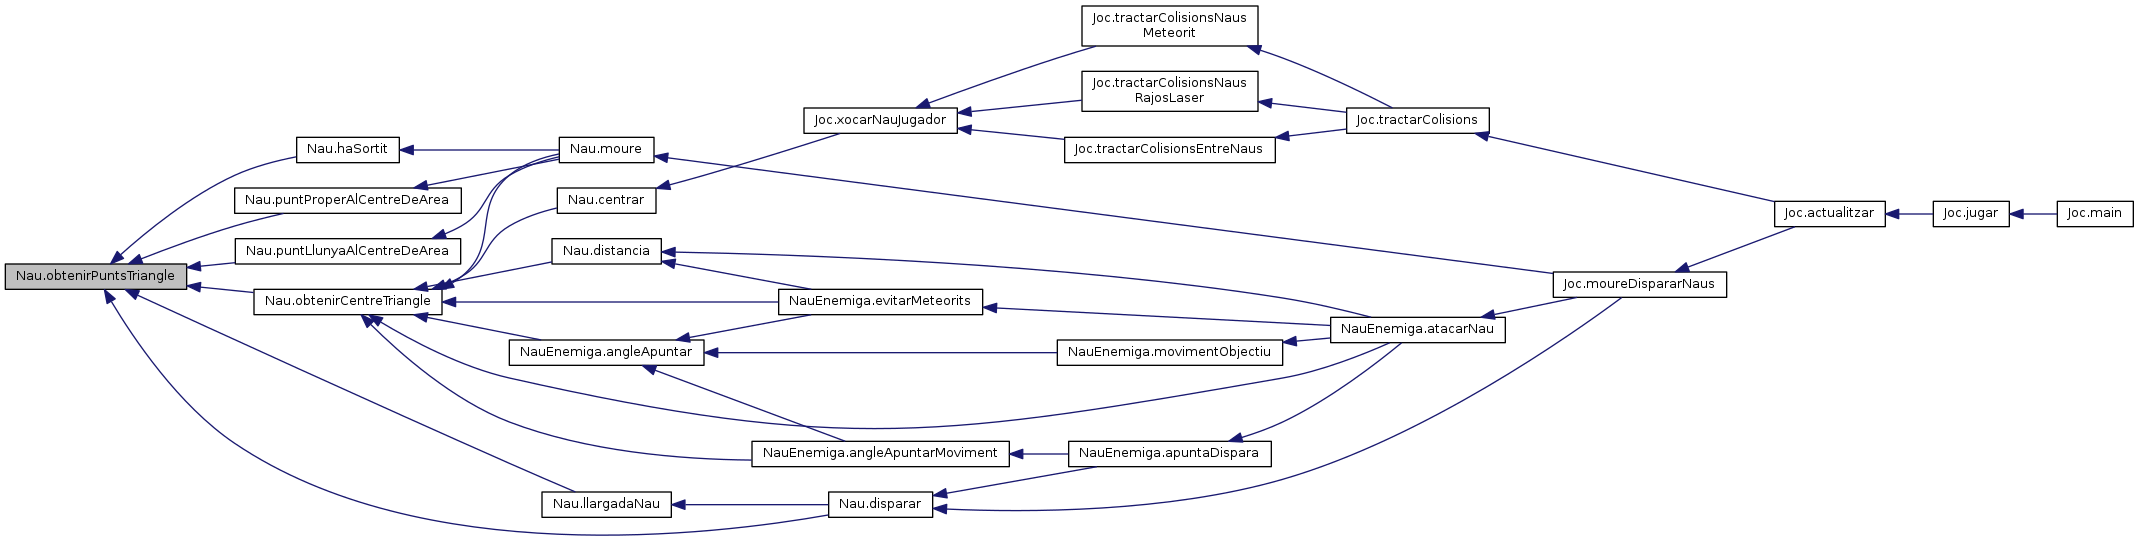 Joc.tractarColisionsNaus
Meteorit
Joc.tractarColisionsNaus
RajosLaser
Joc.xocarNauJugador
Joc.tractarColisions
Nau.haSortit
Nau.moure
Joc.tractarColisionsEntreNaus
Nau.puntProperAlCentreDeArea
Nau.centrar
Joc.actualitzar
Joc.jugar
Joc.main
Nau.puntLlunyaAlCentreDeArea
Nau.distancia
Nau.obtenirPuntsTriangle
Joc.moureDispararNaus
Nau.obtenirCentreTriangle
NauEnemiga.evitarMeteorits
NauEnemiga.atacarNau
NauEnemiga.angleApuntar
NauEnemiga.movimentObjectiu
NauEnemiga.angleApuntarMoviment
NauEnemiga.apuntaDispara
Nau.llargadaNau
Nau.disparar